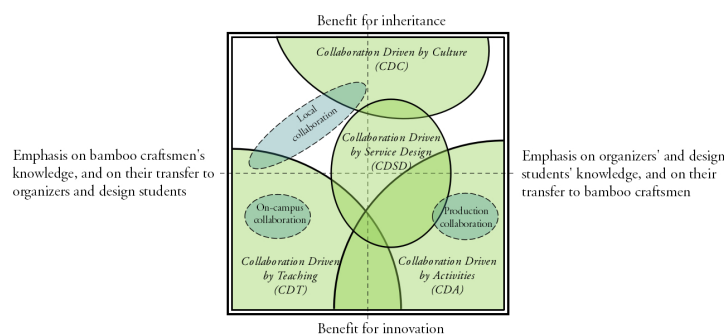 Benefit for inheritance
Collaboration Driven by Culture
(CDC)
Local
collaboration
Collaboration Driven
by Service Design
(CDSD)
Emphasis on bamboo craftsmen's
knowledge, and on their transfer to
organizers and design students
Emphasis on organizers' and design
students' knowledge, and on their
transfer to bamboo craftsmen
On-campus
collaboration
Production
collaboration
Collaboration Driven
by Teaching
(CDT)
Collaboration Driven
by Activities
(CDA)
Benefit for innovation